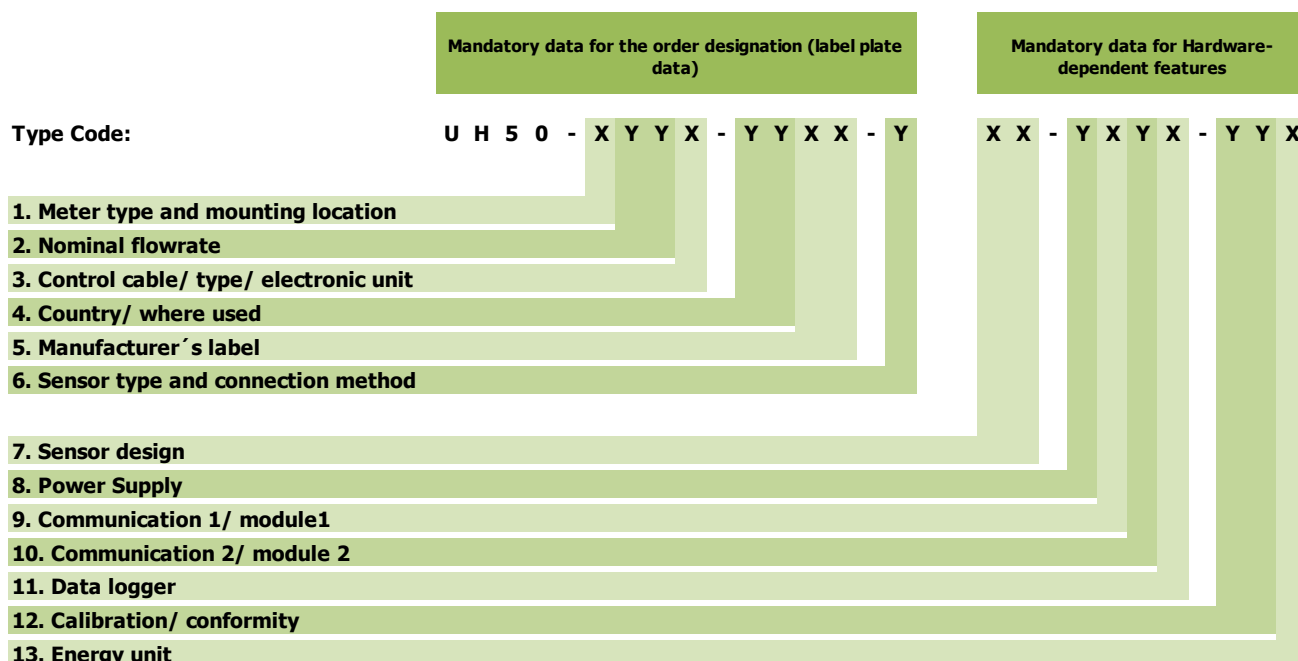 Mandatory data for the order designation (label plate
data)
Mandatory data for Hardware-
dependent features
Type Code:
U H 5 0 - X Y Y X - Y Y X X - Y X X - Y X Y X - Y Y X
1. Meter type and mounting location
2. Nominal flowrate
3. Control cable/ type/ electronic unit
4. Country/ where used
5. Manufacturer´s label
6. Sensor type and connection method
7. Sensor design
8. Power Supply
9. Communication 1/ module1
10. Communication 2/ module 2
11. Data logger
12. Calibration/ conformity
13. Energy unit